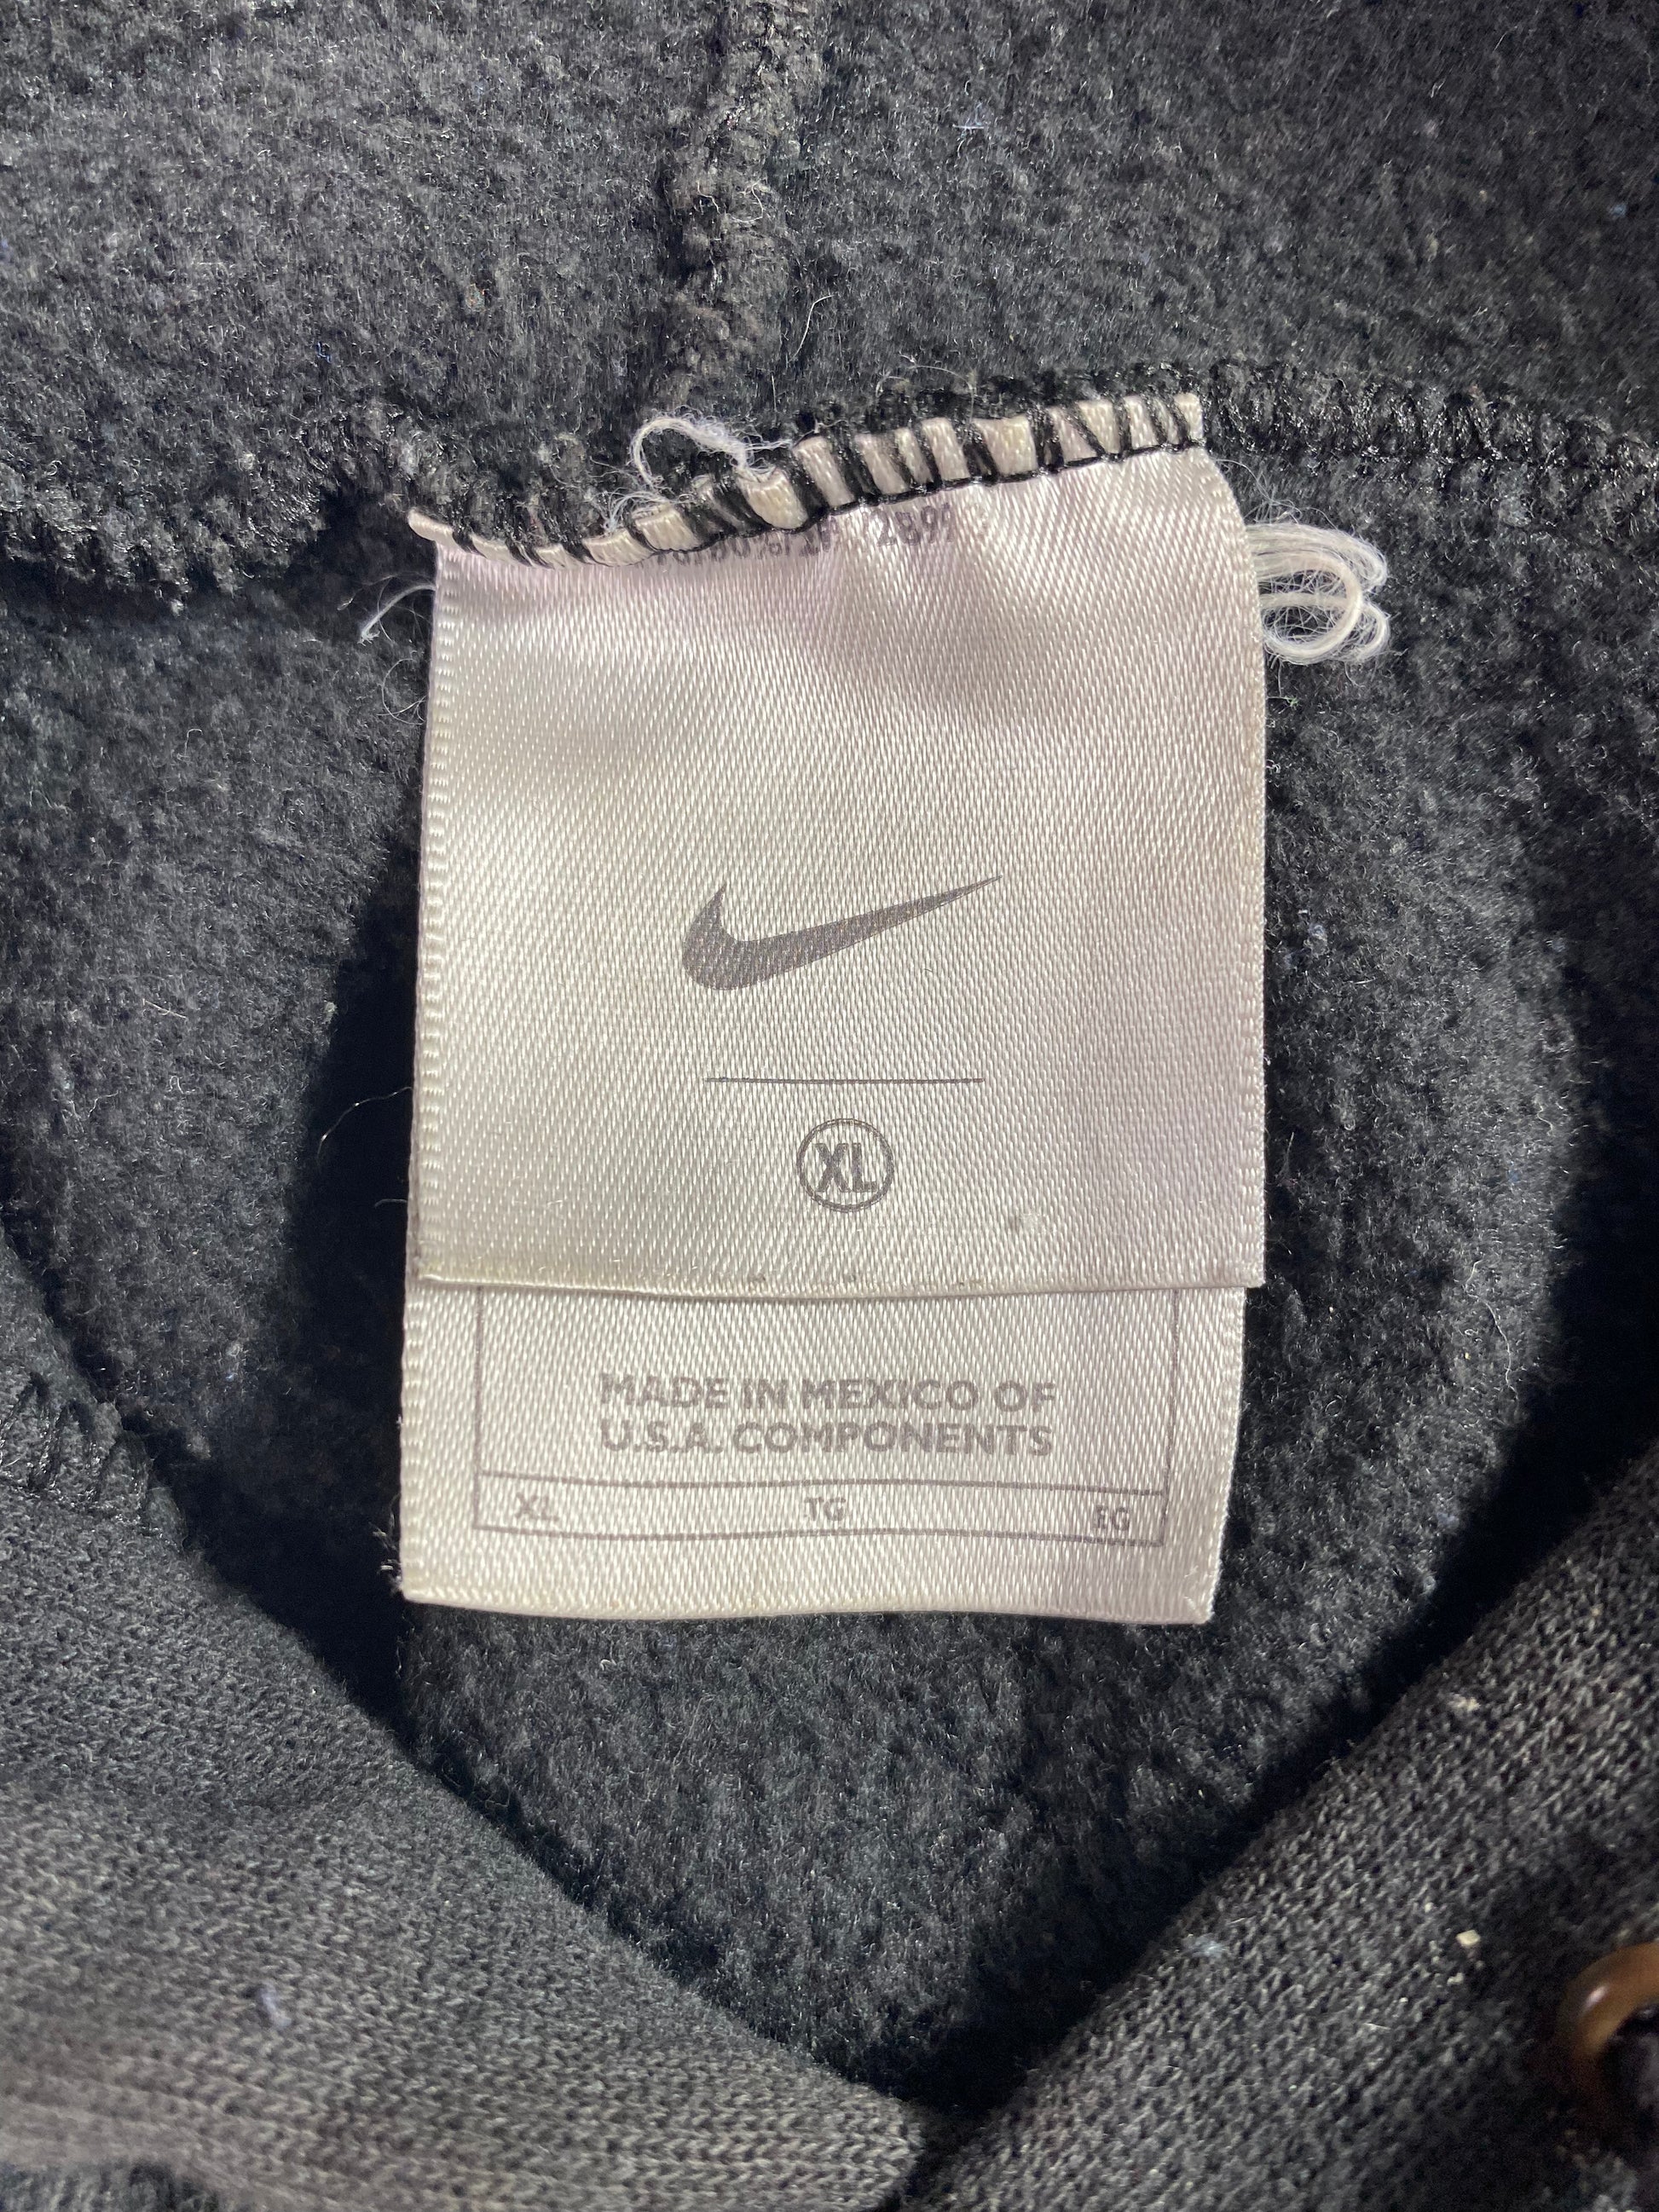 XL
MADE IN MEXICO OF
U.S.A. COMPONENTS
XL TG EG